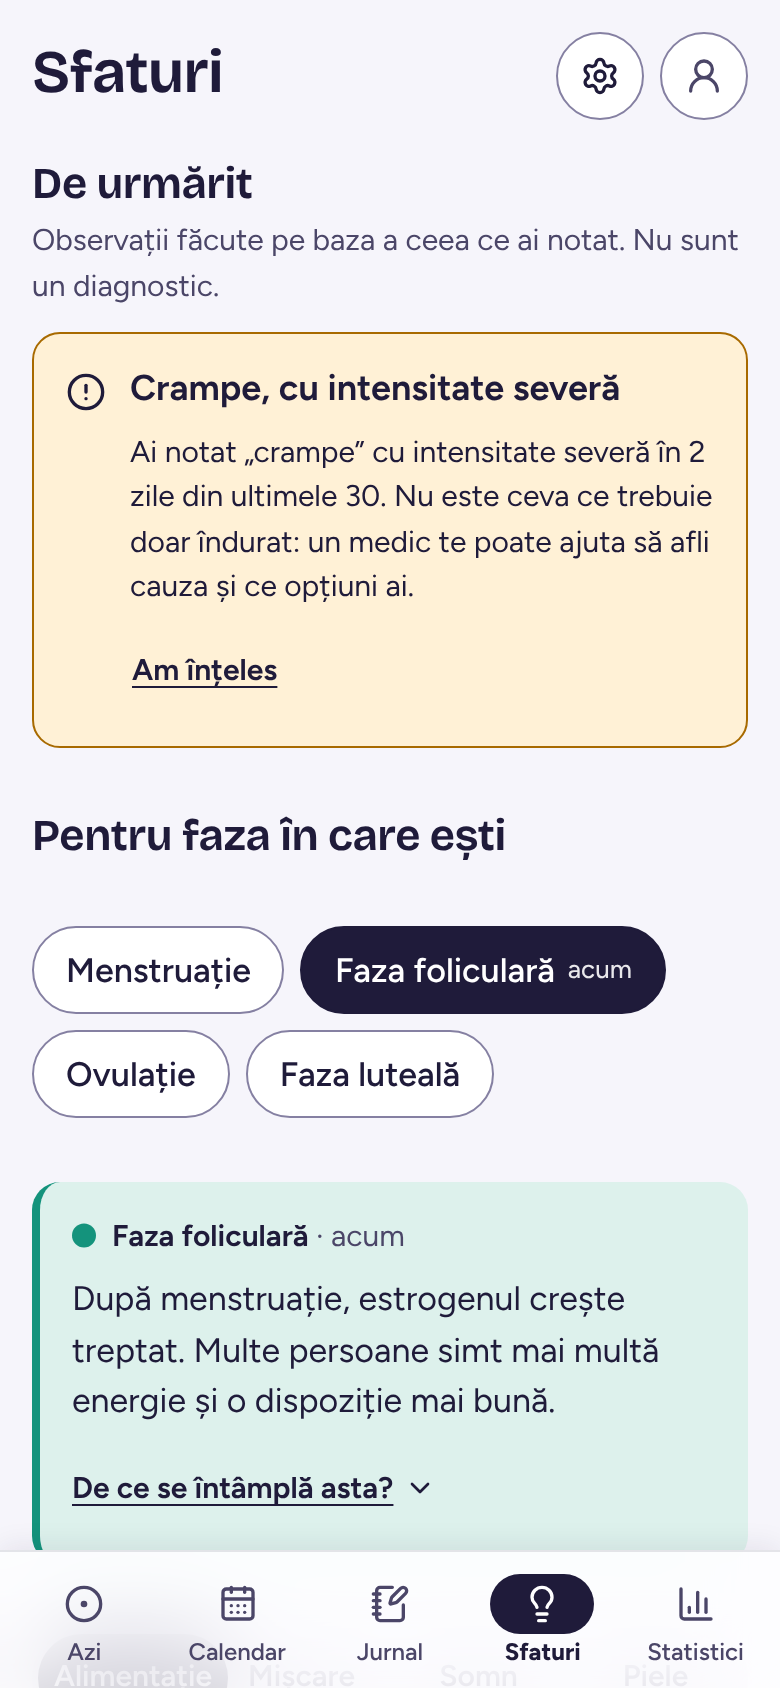 Sfaturi
De urmărit
Observații făcute pe baza a ceea ce ai notat. Nu sunt
un diagnostic.
Crampe, cu intensitate severă
Ai notat „crampe” cu intensitate severă în 2
zile din ultimele 30. Nu este ceva ce trebuie
doar îndurat: un medic te poate ajuta să afli
cauza și ce opțiuni ai.
Am înțeles
Pentru faza în care ești
Menstruație
Faza foliculară acum
Ovulație
Faza luteală
Faza foliculară · acum
După menstruație, estrogenul crește
treptat. Multe persoane simt mai multă
energie și o dispoziție mai bună.
De ce se întâmplă asta?
Azi Calendar Jurnal Sfaturi Statistici
Alimentație Mișcare Somn Piele